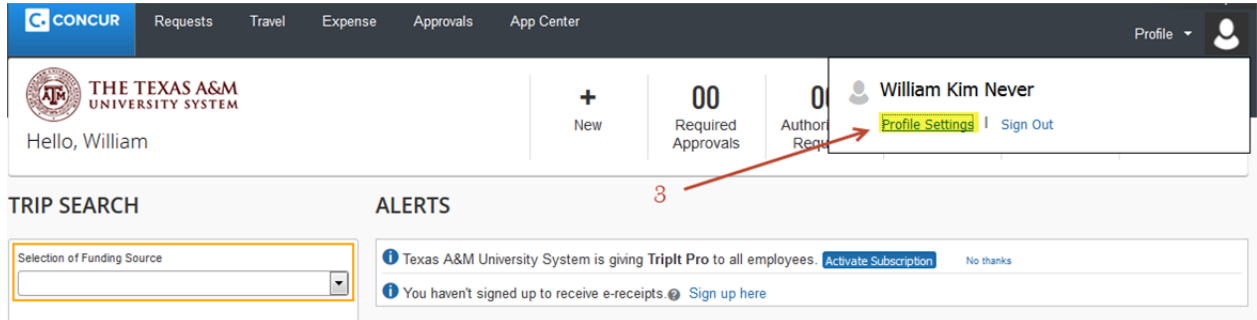 C. CONCUR Requests Travel Expense Approvals App Center
Profile
THE TEXAS A&M
UNIVERSITY SYSTEM
ATM
Hello, William
+
New
00
Required
Approvals
William Kim Never
Profile Settings | Sign Out
3
TRIP SEARCH
Selection of Funding Source
ALERTS
Texas A&M University System is giving TripIt Pro to all employees. Activate Subscription No thanks
You haven't signed up to receive e-receipts. Sign up here